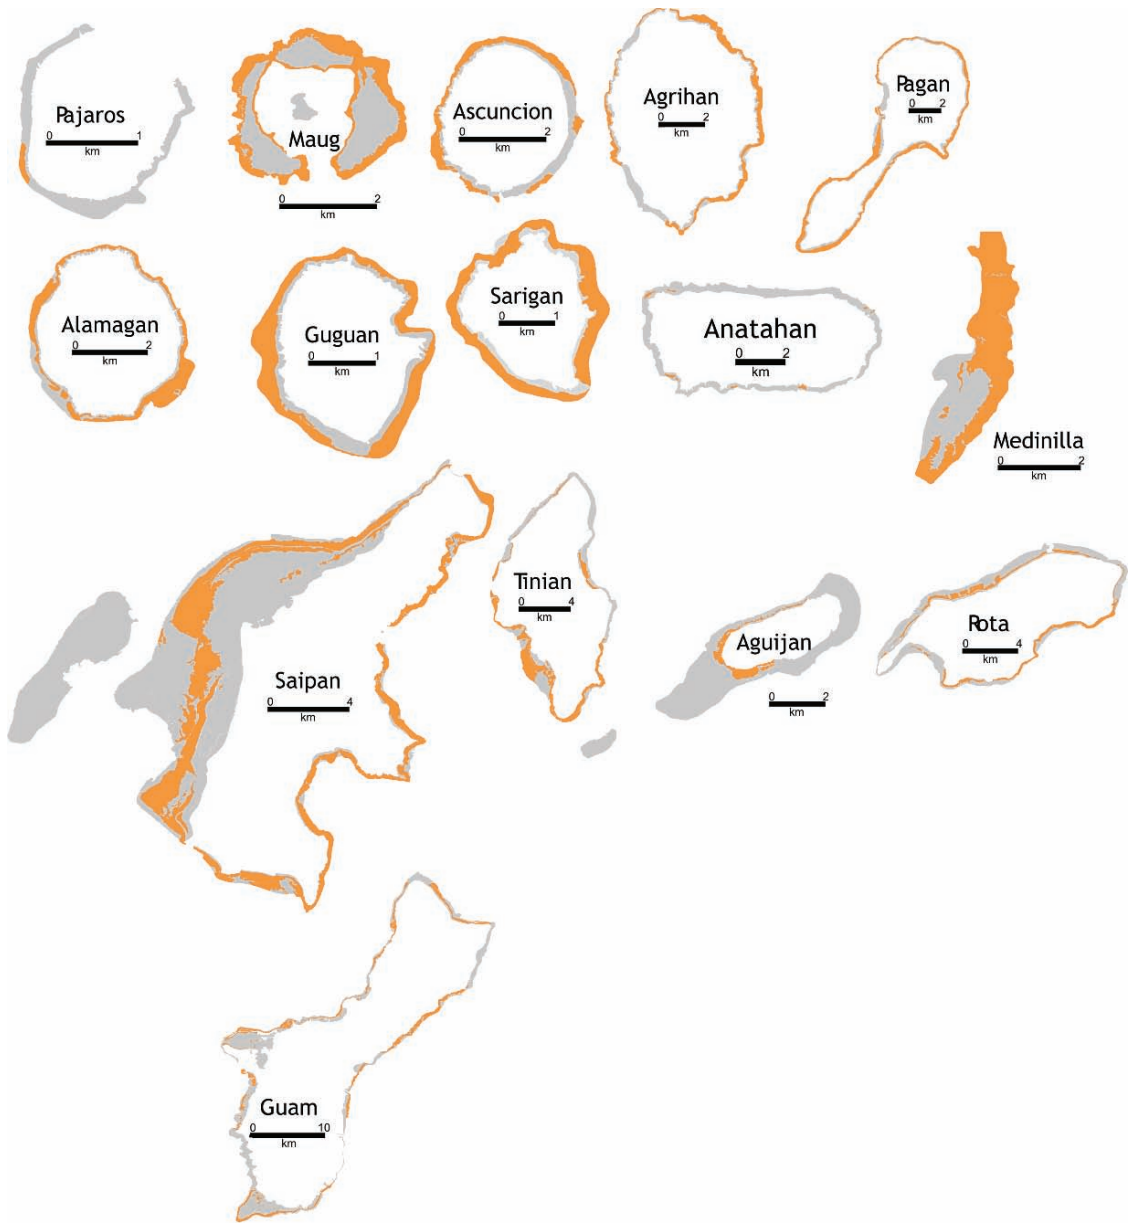 Pajaros
0 1
km
Maug
0 2
km
Ascuncion
0 2
km
Agrihan
0 2
km
Pagan
0 2
km
Alamagan
0 2
km
Guguan
0 1
km
Sarigan
0 1
km
Anatahan
0 2
km
Medinilla
0 2
km
Saipan
0 4
km
Tinian
0 4
km
Aguijan
0 2
km
Rota
0 4
km
Guam
0 10
km